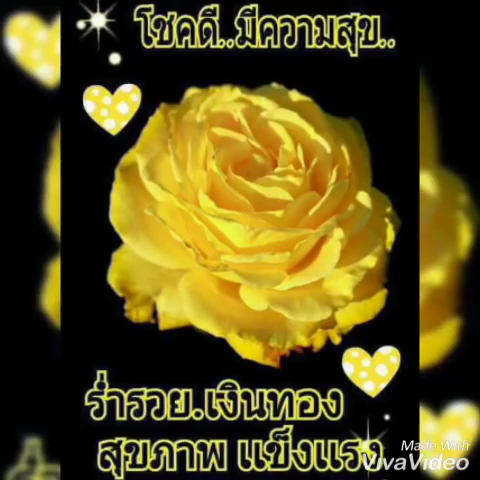 โชคดี..มีความสุข..
ร่ำรวย.เงินทอง
สุขภาพ แข็งแรง
Made With
VivaVideo